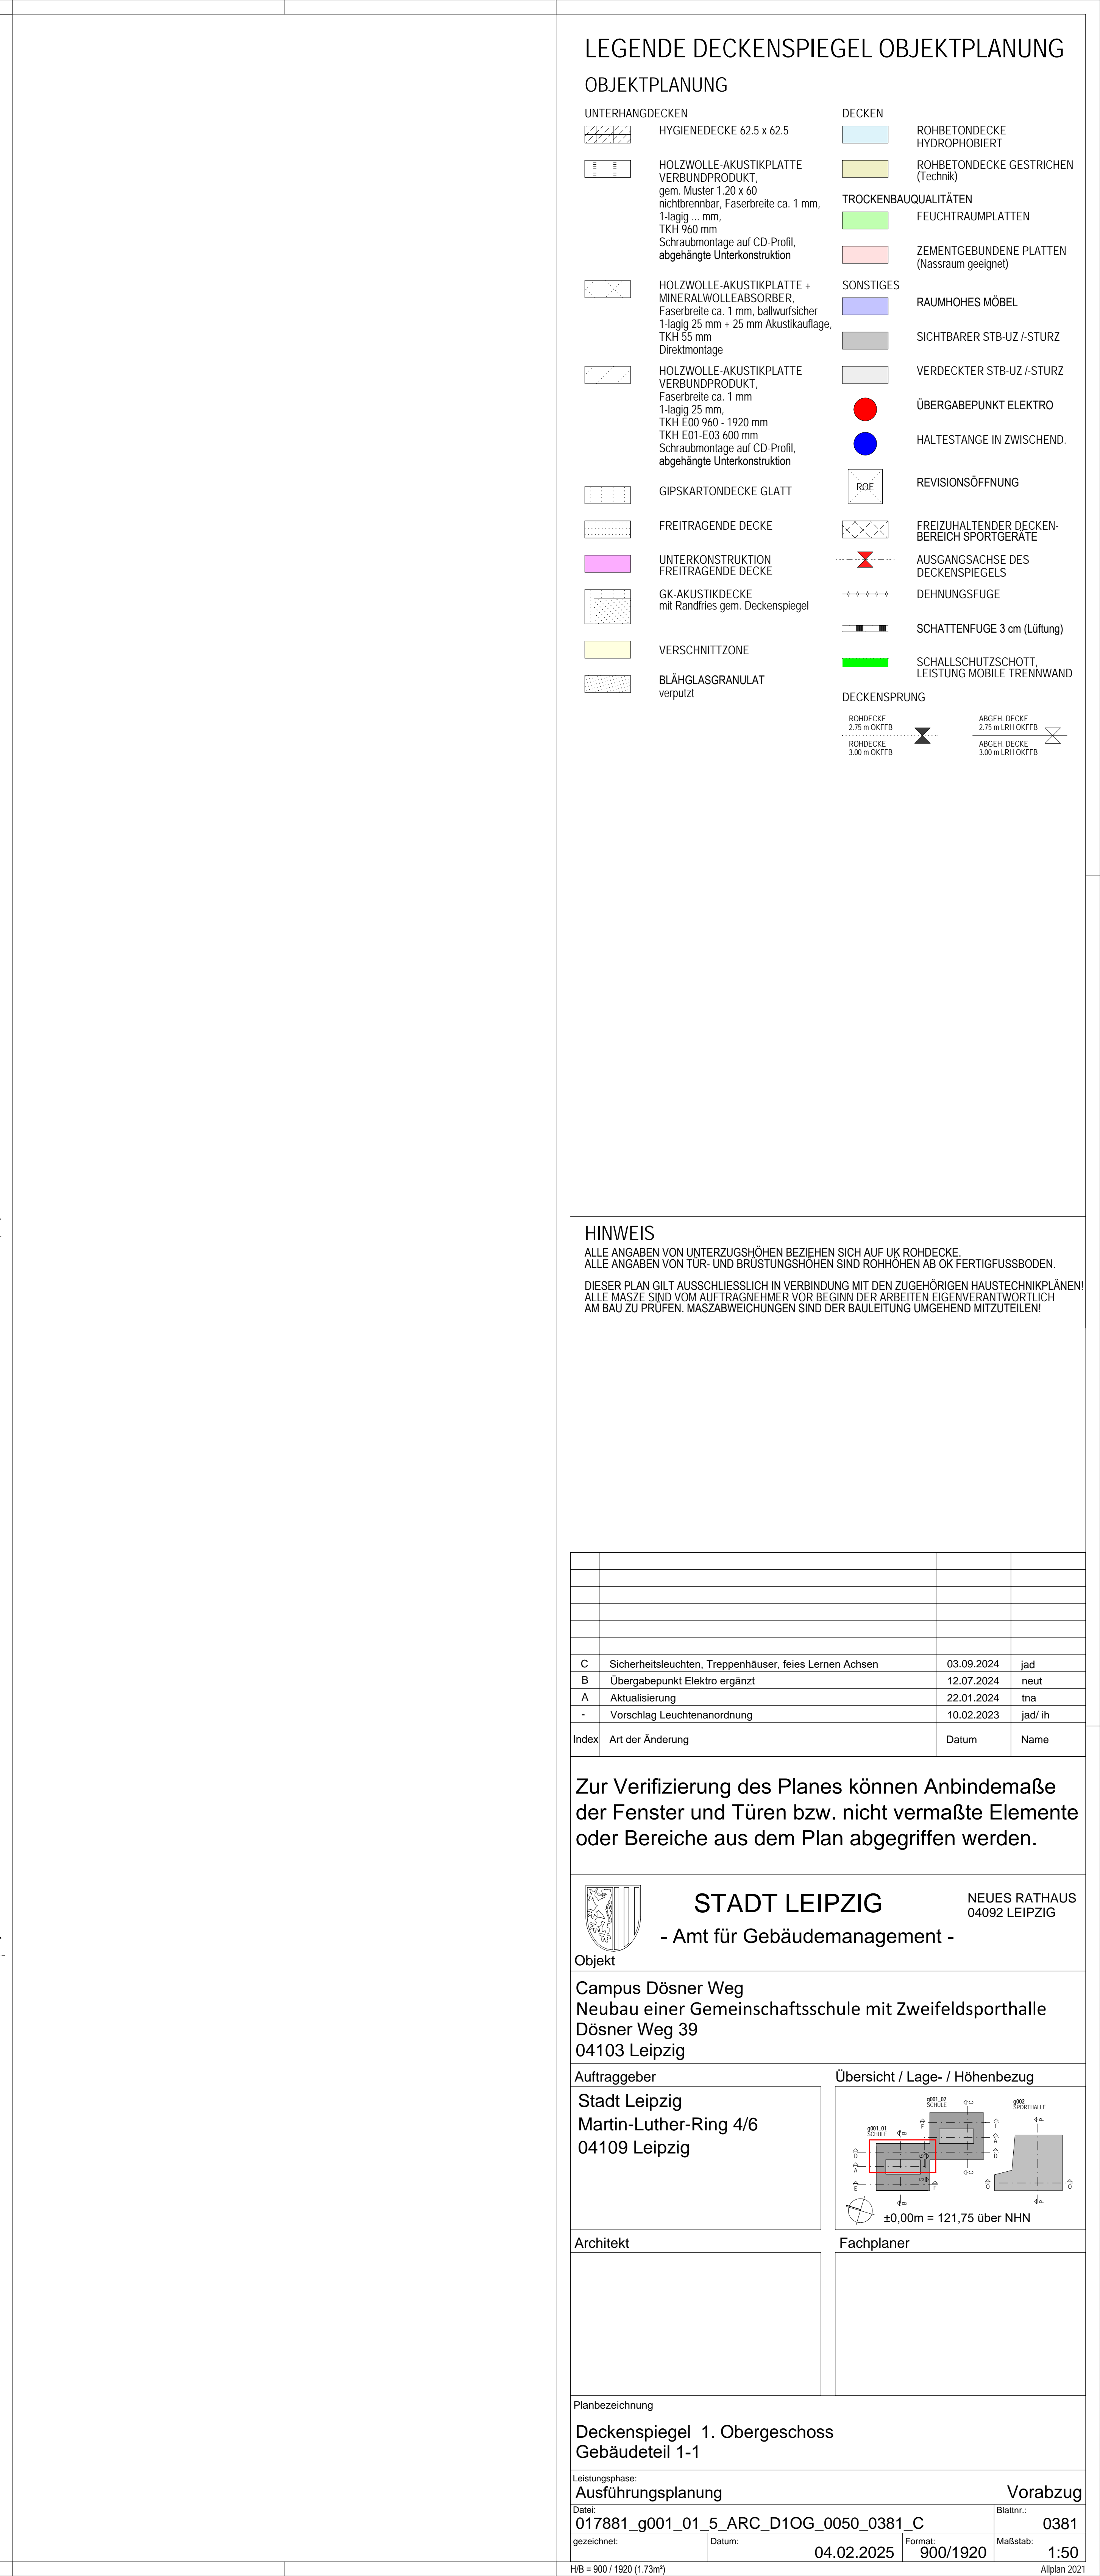 LEGENDE DECKENSPIEGEL OBJEKTPLANUNG
OBJEKTPLANUNG
UNTERHANGDECKEN
HYGIENEDECKE 62.5 x 62.5
HOLZWOLLE-AKUSTIKPLATTE
VERBUNDPRODUKT,
gem. Muster 1.20 x 60
nichtbrennbar, Faserbreite ca. 1 mm,
1-lagig ... mm,
TKH 960 mm
Schraubmontage auf CD-Profil,
abgehängte Unterkonstruktion
HOLZWOLLE-AKUSTIKPLATTE +
MINERALWOLLEABSORBER,
Faserbreite ca. 1 mm, ballwurfsicher
1-lagig 25 mm + 25 mm Akustikauflage,
TKH 55 mm
Direktmontage
HOLZWOLLE-AKUSTIKPLATTE
VERBUNDPRODUKT,
Faserbreite ca. 1 mm
1-lagig 25 mm,
TKH E00 960 - 1920 mm
TKH E01-E03 600 mm
Schraubmontage auf CD-Profil,
abgehängte Unterkonstruktion
GIPSKARTONDECKE GLATT
FREITRAGENDE DECKE
UNTERKONSTRUKTION
FREITRAGENDE DECKE
GK-AKUSTIKDECKE
mit Randfries gem. Deckenspiegel
VERSCHNITTZONE
BLÄHGLASGRANULAT
verputzt
DECKEN
ROHBETONDECKE
HYDROPHOBIERT
ROHBETONDECKE GESTRICHEN
(Technik)
TROCKENBAUQUALITÄTEN
FEUCHTRAUMPLATTEN
ZEMENTGEBUNDENE PLATTEN
(Nassraum geeignet)
SONSTIGES
RAUMHOHES MÖBEL
SICHTBARER STB-UZ /-STURZ
VERDECKTER STB-UZ /-STURZ
ÜBERGABEPUNKT ELEKTRO
HALTESTANGE IN ZWISCHEND.
ROE
REVISIONSÖFFNUNG
FREIZUHALTENDER DECKEN-
BEREICH SPORTGERÄTE
AUSGANGSACHSE DES
DECKENSPIEGELS
DEHNUNGSFUGE
SCHATTENFUGE 3 cm (Lüftung)
SCHALLSCHUTZSCHOTT,
LEISTUNG MOBILE TRENNWAND
DECKENSPRUNG
ROHDECKE
2.75 m OKFFB
ROHDECKE
3.00 m OKFFB
ABGEH. DECKE
2.75 m LRH OKFFB
ABGEH. DECKE
3.00 m LRH OKFFB
HINWEIS
ALLE ANGABEN VON UNTERZUGSHÖHEN BEZIEHEN SICH AUF UK ROHDECKE.
ALLE ANGABEN VON TÜR- UND BRÜSTUNGSHÖHEN SIND ROHHÖHEN AB OK FERTIGFUSSBODEN.
DIESER PLAN GILT AUSSCHLIESSLICH IN VERBINDUNG MIT DEN ZUGEHÖRIGEN HAUSTECHNIKPLÄNEN!
ALLE MASZE SIND VOM AUFTRAGNEHMER VOR BEGINN DER ARBEITEN EIGENVERANTWORTLICH
AM BAU ZU PRÜFEN. MASZABWEICHUNGEN SIND DER BAULEITUNG UMGEHEND MITZUTEILEN!
C Sicherheitsleuchten, Treppenhäuser, feies Lernen Achsen 03.09.2024 jad
B Übergabepunkt Elektro ergänzt 12.07.2024 neut
A Aktualisierung 22.01.2024 tna
- Vorschlag Leuchtenanordnung 10.02.2023 jad/ ih
Index Art der Änderung Datum Name
Zur Verifizierung des Planes können Anbindemaße
der Fenster und Türen bzw. nicht vermaßte Elemente
oder Bereiche aus dem Plan abgegriffen werden.
STADT LEIPZIG
- Amt für Gebäudemanagement -
NEUES RATHAUS
04092 LEIPZIG
Objekt
Campus Dösner Weg
Neubau einer Gemeinschaftsschule mit Zweifeldsporthalle
Dösner Weg 39
04103 Leipzig
Auftraggeber
Stadt Leipzig
Martin-Luther-Ring 4/6
04109 Leipzig
Übersicht / Lage- / Höhenbezug
g001_02
SCHULE
g002
SPORTHALLE
g001_01
SCHULE
±0,00m = 121,75 über NHN
Architekt
Fachplaner
Planbezeichnung
Deckenspiegel 1. Obergeschoss
Gebäudeteil 1-1
Leistungsphase:
Ausführungsplanung Vorabzug
Datei: Blattnr.:
017881_g001_01_5_ARC_D1OG_0050_0381_C 0381
gezeichnet: Datum: Format: Maßstab:
04.02.2025 900/1920 1:50
H/B = 900 / 1920 (1.73m²) Allplan 2021